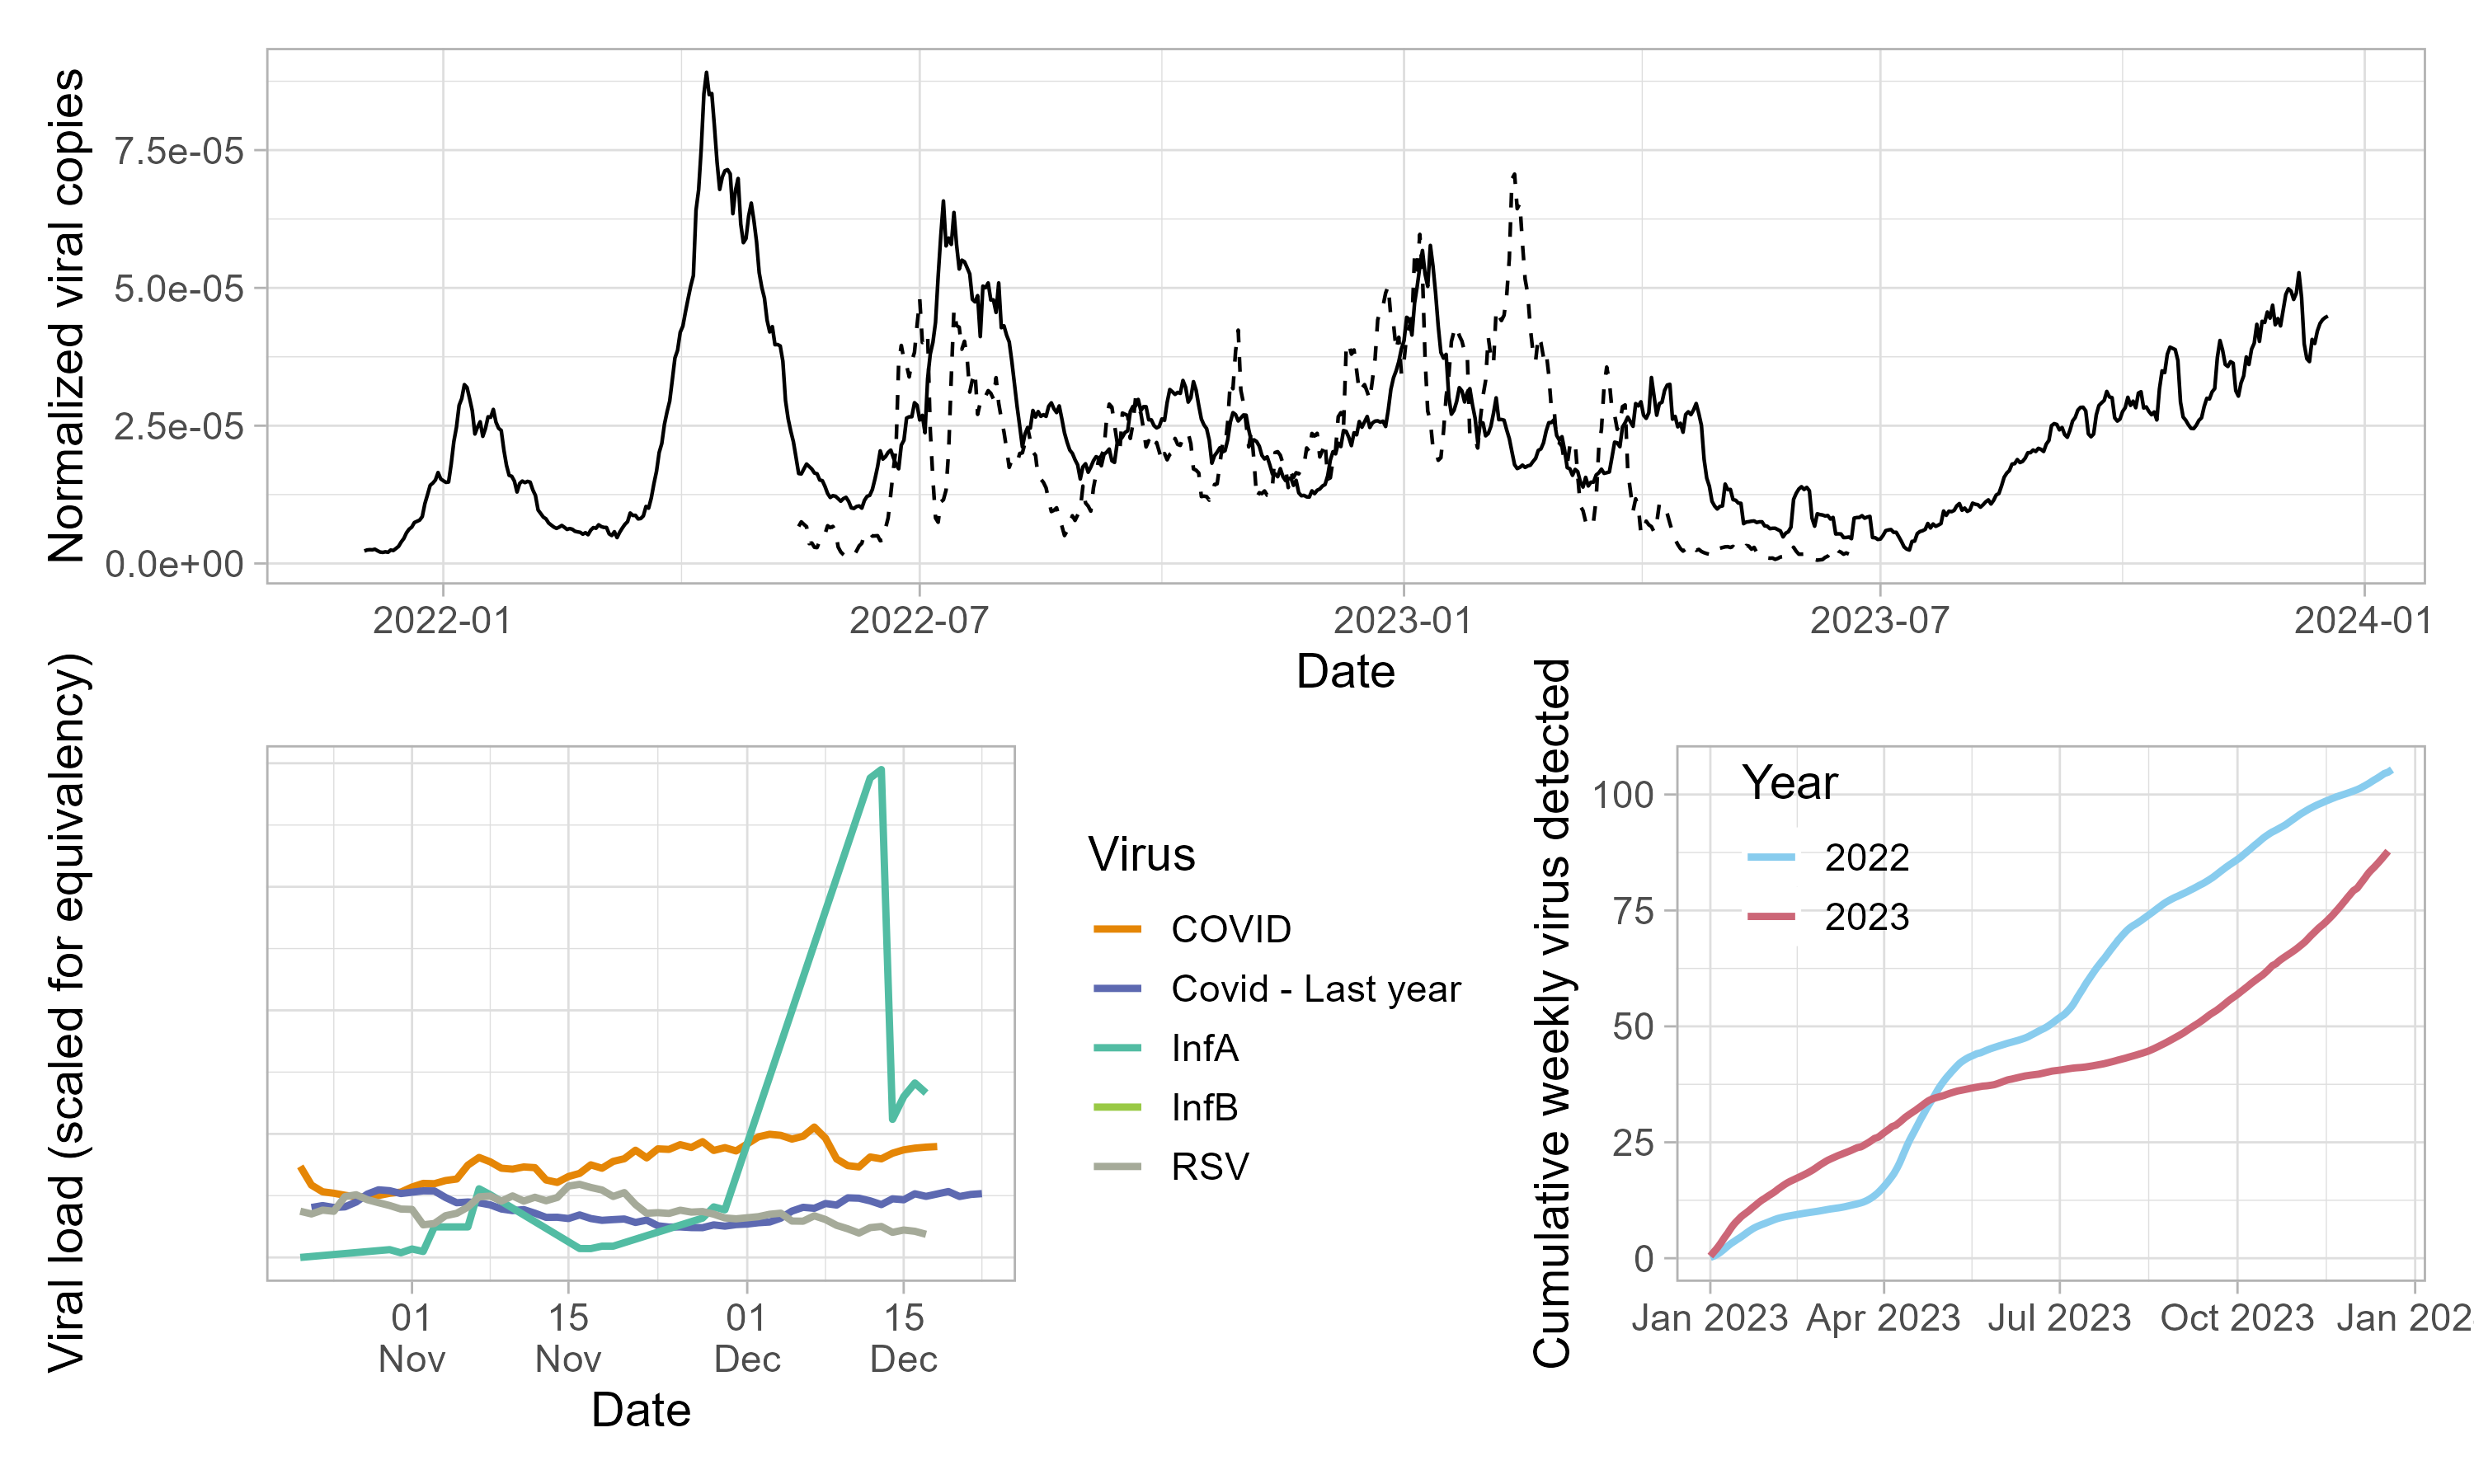 Normalized viral copies
7.5e-05
5.0e-05
2.5e-05
0.0e+00
2022-01
2022-07
2023-01
2023-07
2024-01
Date
Viral load (scaled for equivalency)
01
Nov
15
Nov
01
Dec
15
Dec
Date
Virus
COVID
Covid - Last year
InfA
InfB
RSV
Cumulative weekly virus detected
100
75
50
25
0
Year
2022
2023
Jan 2023
Apr 2023
Jul 2023
Oct 2023
Jan 202